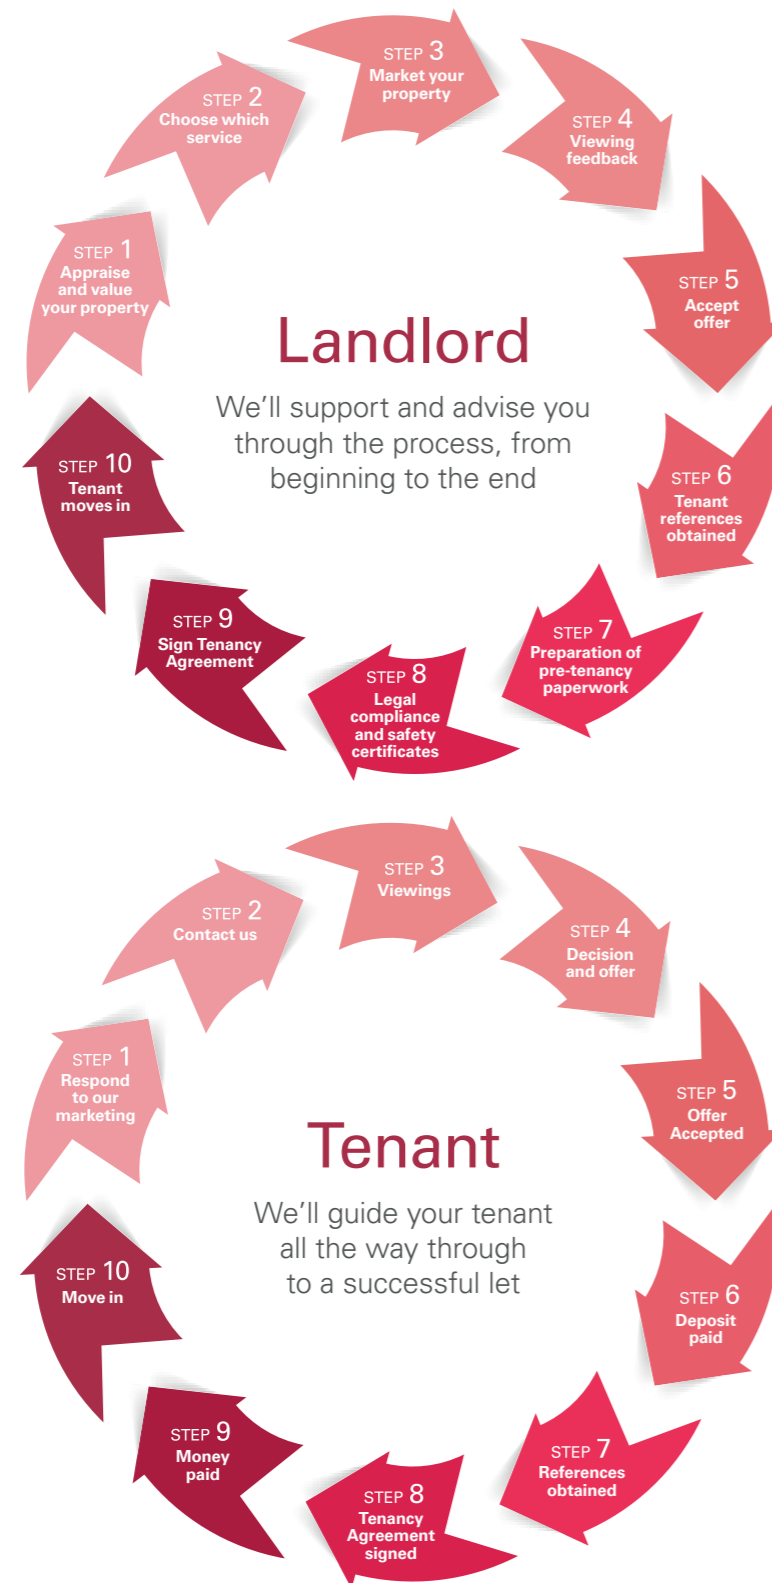 STEP 1
Appraise
and value
your property
STEP 2
Choose which
service
STEP 3
Market your
property
STEP 4
Viewing
feedback
STEP 5
Accept
offer
STEP 6
Tenant
references
obtained
STEP 7
Preparation of
pre-tenancy
paperwork
STEP 8
Legal
compliance
and safety
certificates
STEP 9
Sign Tenancy
Agreement
STEP 10
Tenant
moves in
Landlord
We’ll support and advise you
through the process, from
beginning to the end
STEP 1
Respond
to our
marketing
STEP 2
Contact us
STEP 3
Viewings
STEP 4
Decision
and offer
STEP 5
Offer
Accepted
STEP 6
Deposit
paid
STEP 7
References
obtained
STEP 8
Tenancy
Agreement
signed
STEP 9
Money
paid
STEP 10
Move in
Tenant
We’ll guide your tenant
all the way through
to a successful let